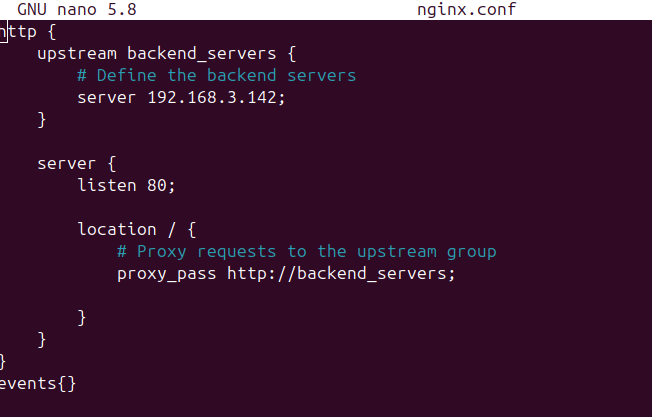 GNU nano 5.8 nginx.conf
http {
    upstream backend_servers {
        # Define the backend servers
        server 192.168.3.142;
    }

    server {
        listen 80;

        location / {
            # Proxy requests to the upstream group
            proxy_pass http://backend_servers;

        }
    }
}
events{}